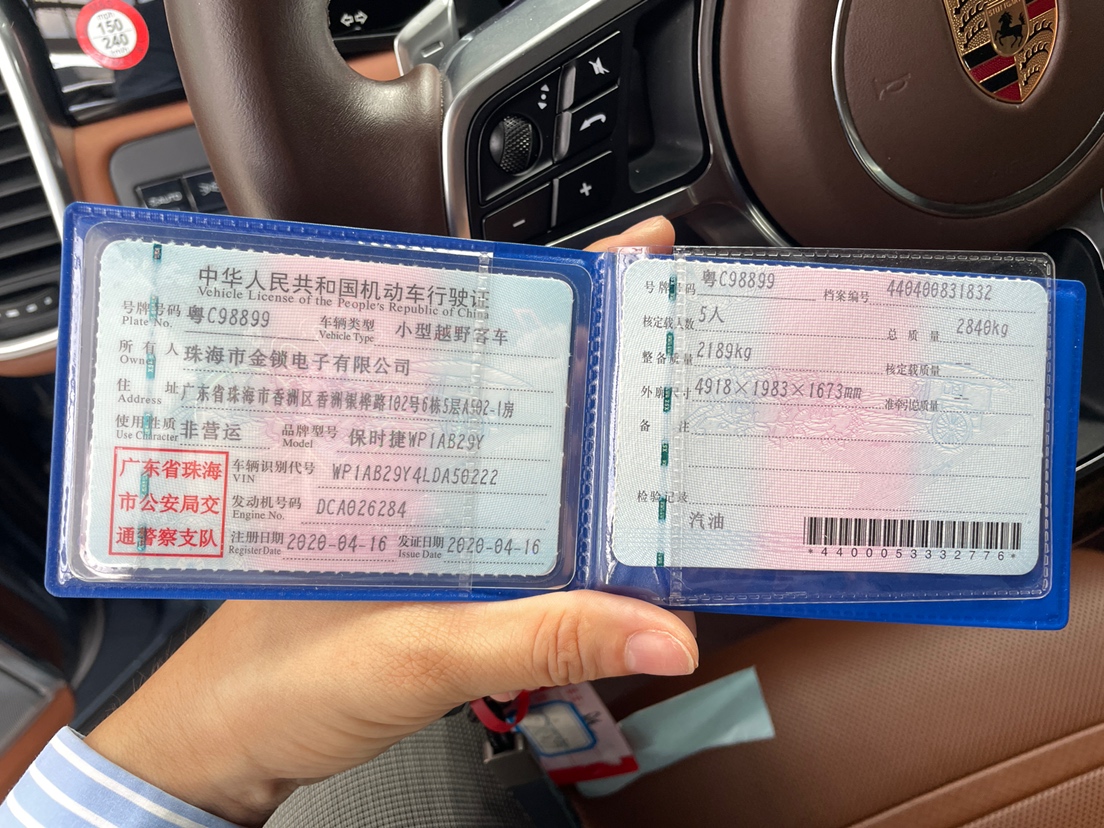 150
240
中华人民共和国机动车行驶证
Vehicle License of the People's Republic of China
号牌号码 粤C98899 车辆类型 小型越野客车
Plate No. Vehicle Type
所有人 珠海市金锁电子有限公司
Owner
住址 广东省珠海市香洲区香洲银桦路102号6栋5层A502-1房
Address
使用性质 非营运 品牌型号 保时捷WP1AB29Y
Use Character Model
广东省珠海
市公安局交
通警察支队
车辆识别代号 WP1AB29Y4LDA50222
VIN
发动机号码 DCA026284
Engine No.
注册日期 2020-04-16 发证日期 2020-04-16
Register Date Issue Date
号牌号码 粤C98899 档案编号 440400831832
核定载人数 5人 总质量 2840kg
整备质量 2189kg 核定载质量
外廓尺寸 4918×1983×1673mm 准牵引总质量
备注
检验记录
汽油
*4400053332776*